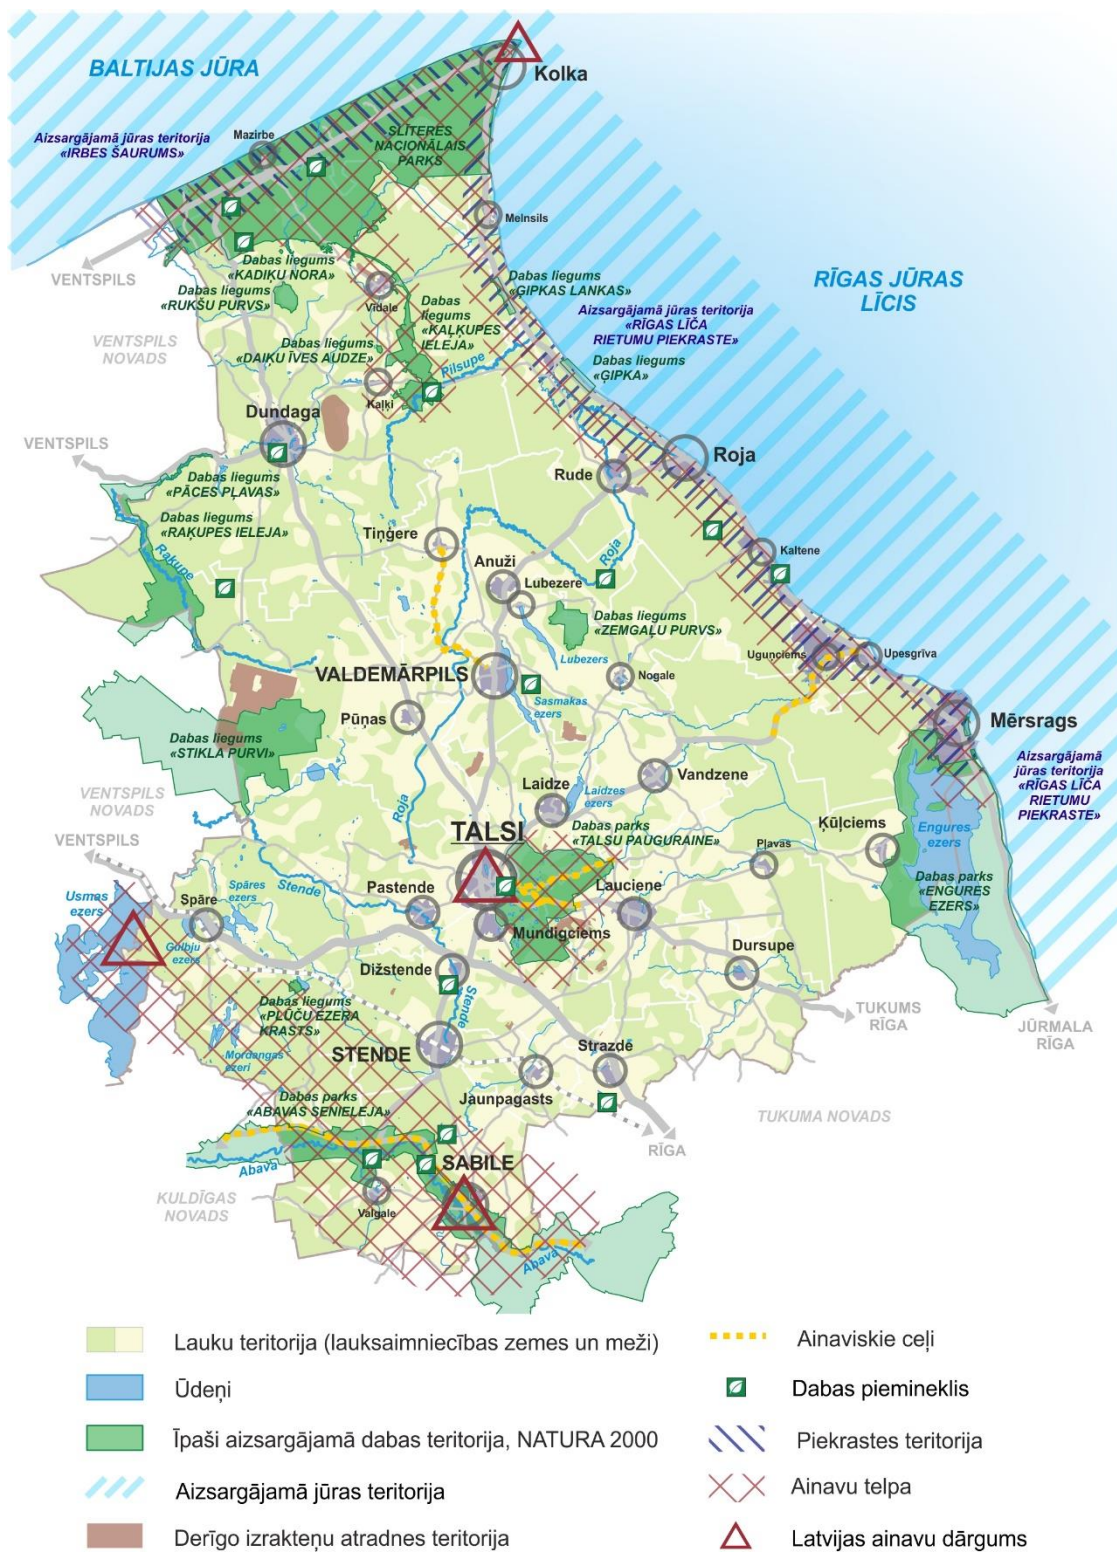 BALTIJAS JŪRA
Kolka
Aizsargājamā jūras teritorija
«IRBES ŠAURUMS»
Mazirbe
SLĪTERES
NACIONĀLAIS
PARKS
Melnsils
VENTSPILS
Dabas liegums
«KADIĶU NORA»
Dabas liegums
«RUKŠU PURVS»
Vīdale
Dabas liegums
«ĢIPKAS LANKAS»
RĪGAS JŪRAS
LĪCIS
Dabas
liegums
«KAĻĶUPES
IELEJA»
Aizsargājamā jūras teritorija
«RĪGAS LĪČA
RIETUMU PIEKRASTE»
VENTSPILS
NOVADS
Dabas liegums
«DAIĶU ĪVES AUDZE»
Pilsupe
Dabas liegums
«ĢIPKA»
Kaļķi
Dundaga
VENTSPILS
Roja
Rude
Dabas liegums
«PĀCES PĻAVAS»
Dabas liegums
«RAĶUPES IELEJA»
Raķupe
Tiņģere
Roja
Kaltene
Anuži
Lubezere
Dabas liegums
«ZEMGAĻU PURVS»
Lubezers
Ugunciems
Upesgrīva
VALDEMĀRPILS
Nogale
Sasmakas
ezers
Pūņas
Mērsrags
Dabas liegums
«STIKLA PURVI»
Vandzene
Aizsargājamā
jūras teritorija
«RĪGAS LĪČA
RIETUMU
PIEKRASTE»
VENTSPILS
NOVADS
Laidze
Laidzes
ezers
Roja
TALSI
Dabas parks
«TALSU PAUGURAINE»
Ķūļciems
Engures
ezers
VENTSPILS
Pļavas
Usmas
ezers
Spāre
Spāres
ezers
Stende
Pastende
Lauciene
Dabas parks
«ENGURES
EZERS»
Gulbju
ezers
Mundigciems
Dursupe
Dižstende
Dabas liegums
«PLŪČU EZERA
KRASTS»
Stende
TUKUMS
RĪGA
JŪRMALA
RĪGA
Mordangas
ezeri
STENDE
Strazde
Jaunpagasts
Dabas parks
«ABAVAS SENIELEJA»
TUKUMA NOVADS
RĪGA
Abava
SABILE
KULDĪGAS
NOVADS
Valgale
Abava
Lauku teritorija (lauksaimniecības zemes un meži)
Ūdeņi
Īpaši aizsargājamā dabas teritorija, NATURA 2000
Aizsargājamā jūras teritorija
Derīgo izrakteņu atradnes teritorija
Ainaviskie ceļi
Dabas piemineklis
Piekrastes teritorija
Ainavu telpa
Latvijas ainavu dārgums